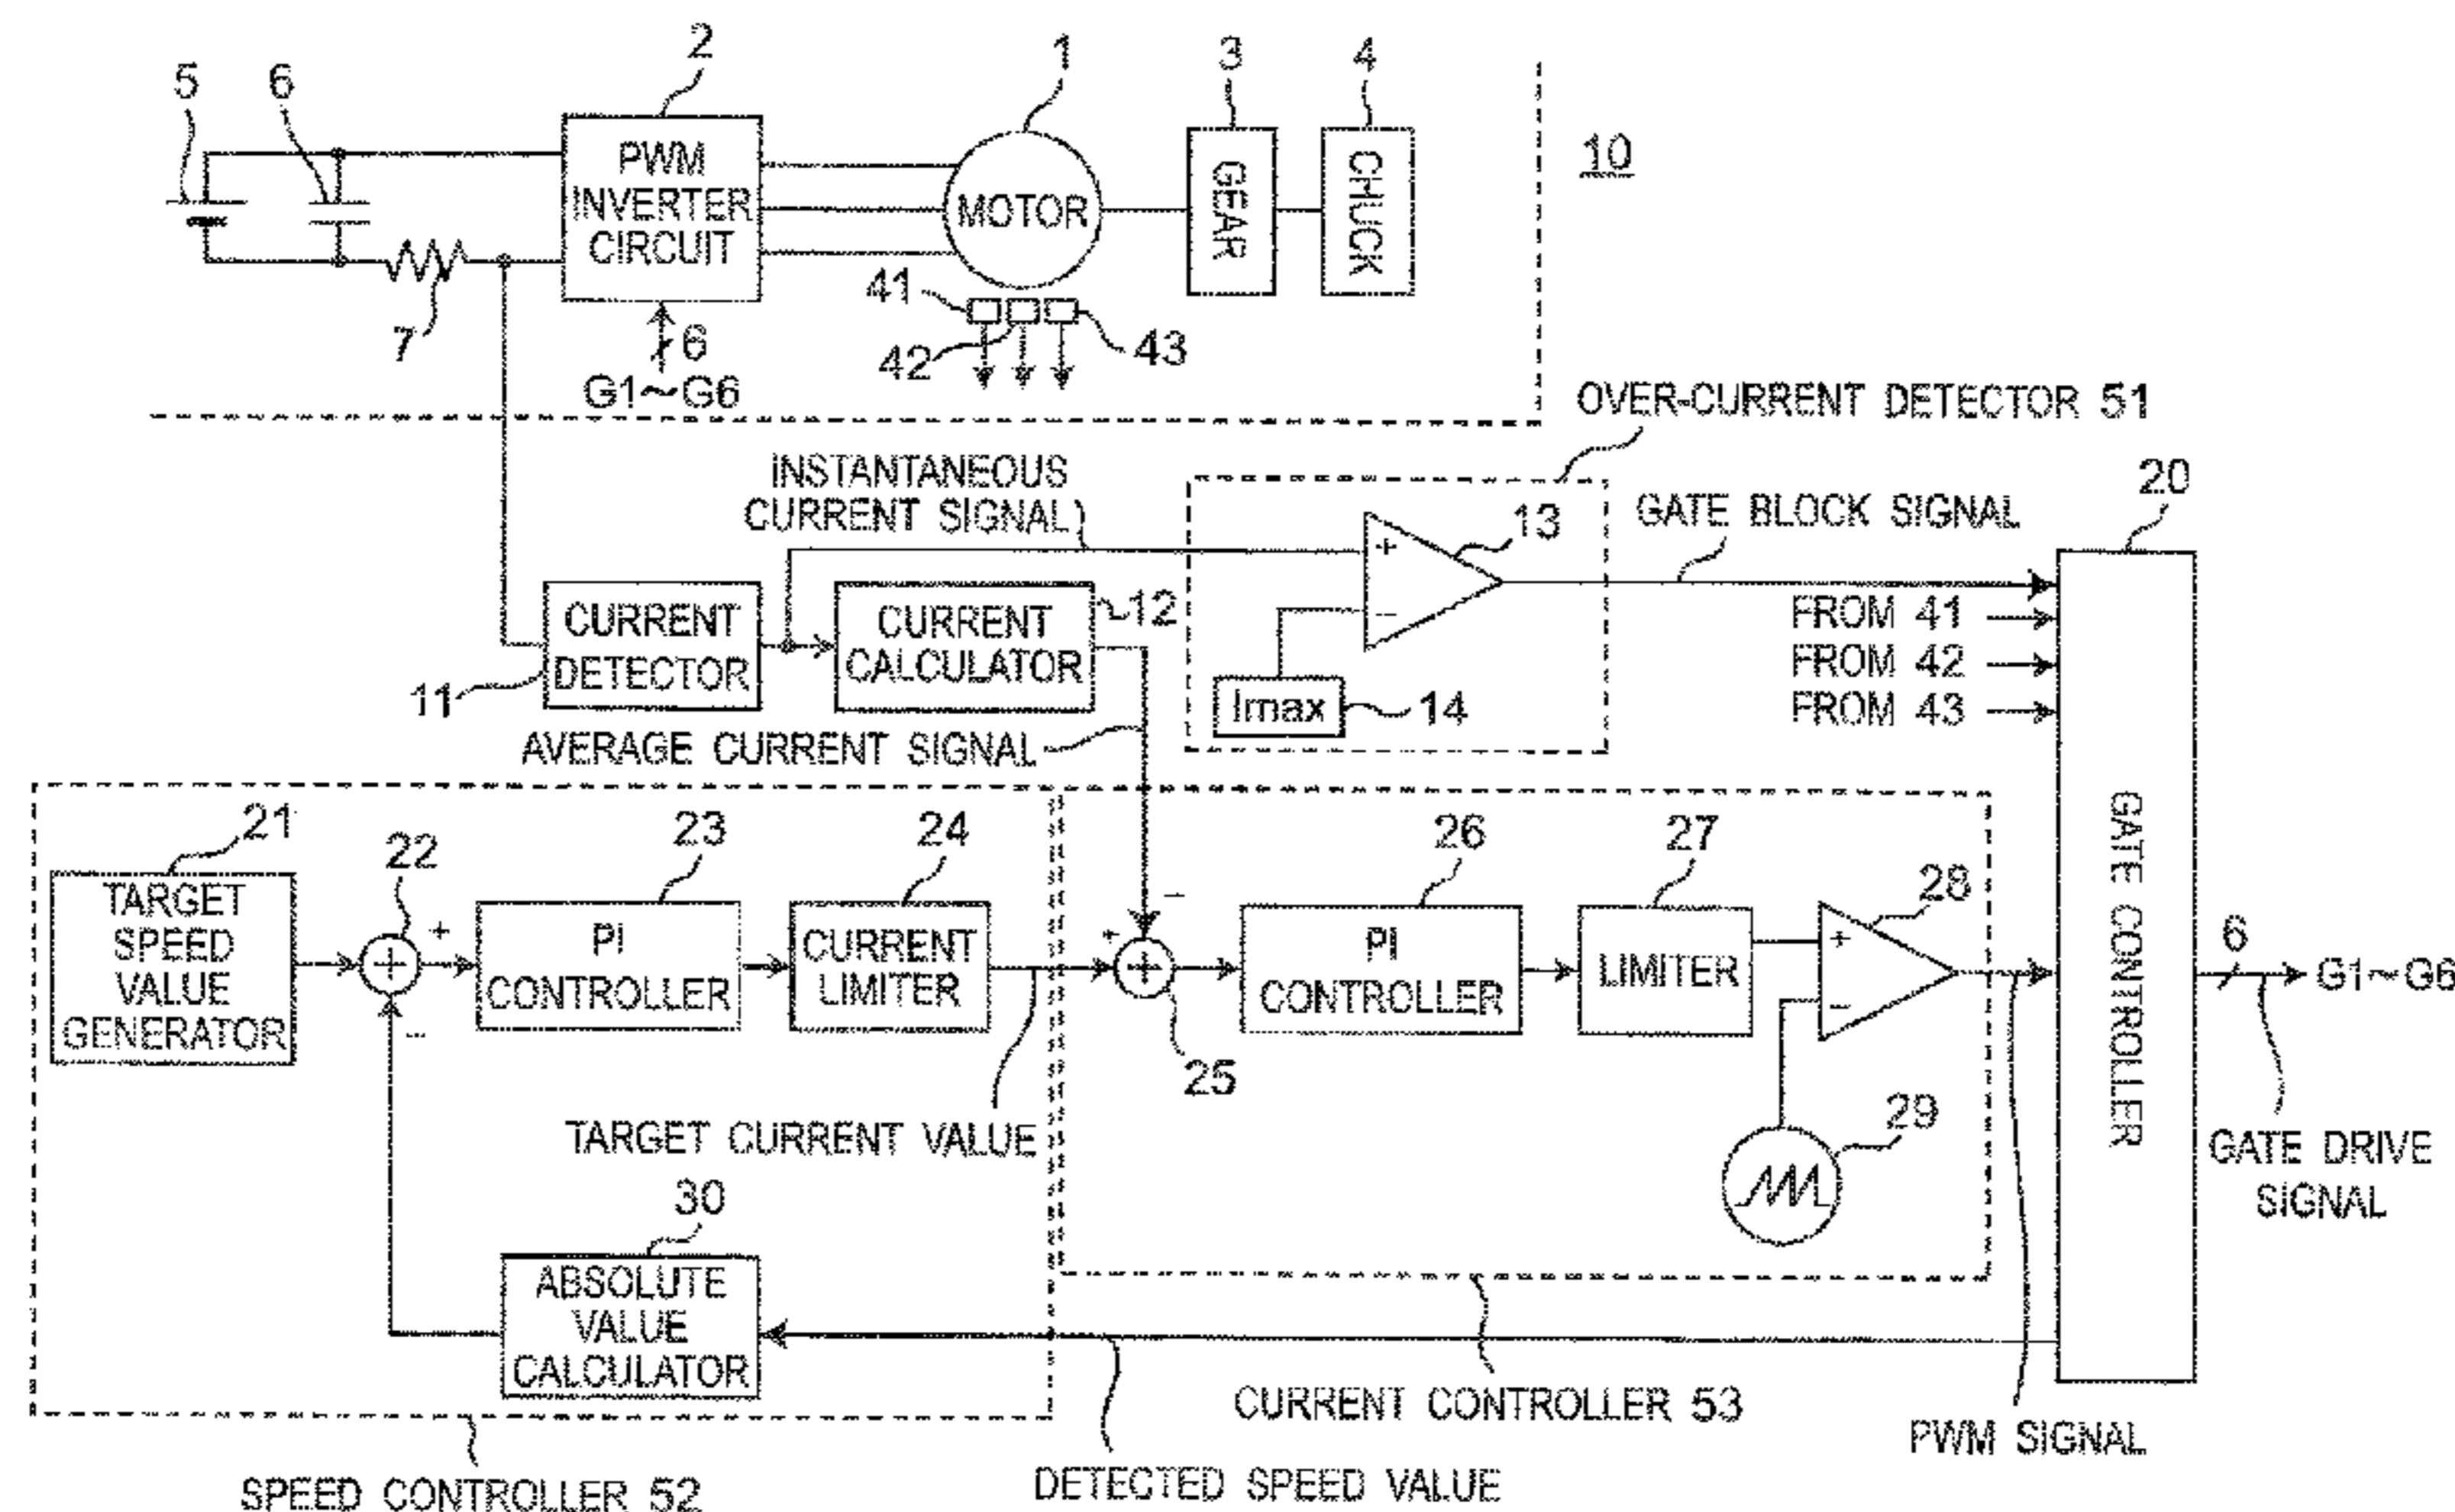 2
1
3
4
5
6
PWM
INVERTER
CIRCUIT
MOTOR
GEAR
CHUCK
10
7
6
G1~G6
41
42
43
OVER-CURRENT DETECTOR 51
INSTANTANEOUS
CURRENT SIGNAL
+
−
13
GATE BLOCK SIGNAL
20
CURRENT
DETECTOR
11
CURRENT
CALCULATOR
12
Imax
14
FROM 41
FROM 42
FROM 43
AVERAGE CURRENT SIGNAL
21
TARGET
SPEED
VALUE
GENERATOR
22
+
+
−
23
PI
CONTROLLER
24
CURRENT
LIMITER
−
+
+
25
26
PI
CONTROLLER
27
LIMITER
28
+
−
29
GATE CONTROLLER
6
G1~G6
GATE DRIVE
SIGNAL
TARGET CURRENT VALUE
30
ABSOLUTE
VALUE
CALCULATOR
CURRENT CONTROLLER 53
PWM SIGNAL
DETECTED SPEED VALUE
SPEED CONTROLLER 52